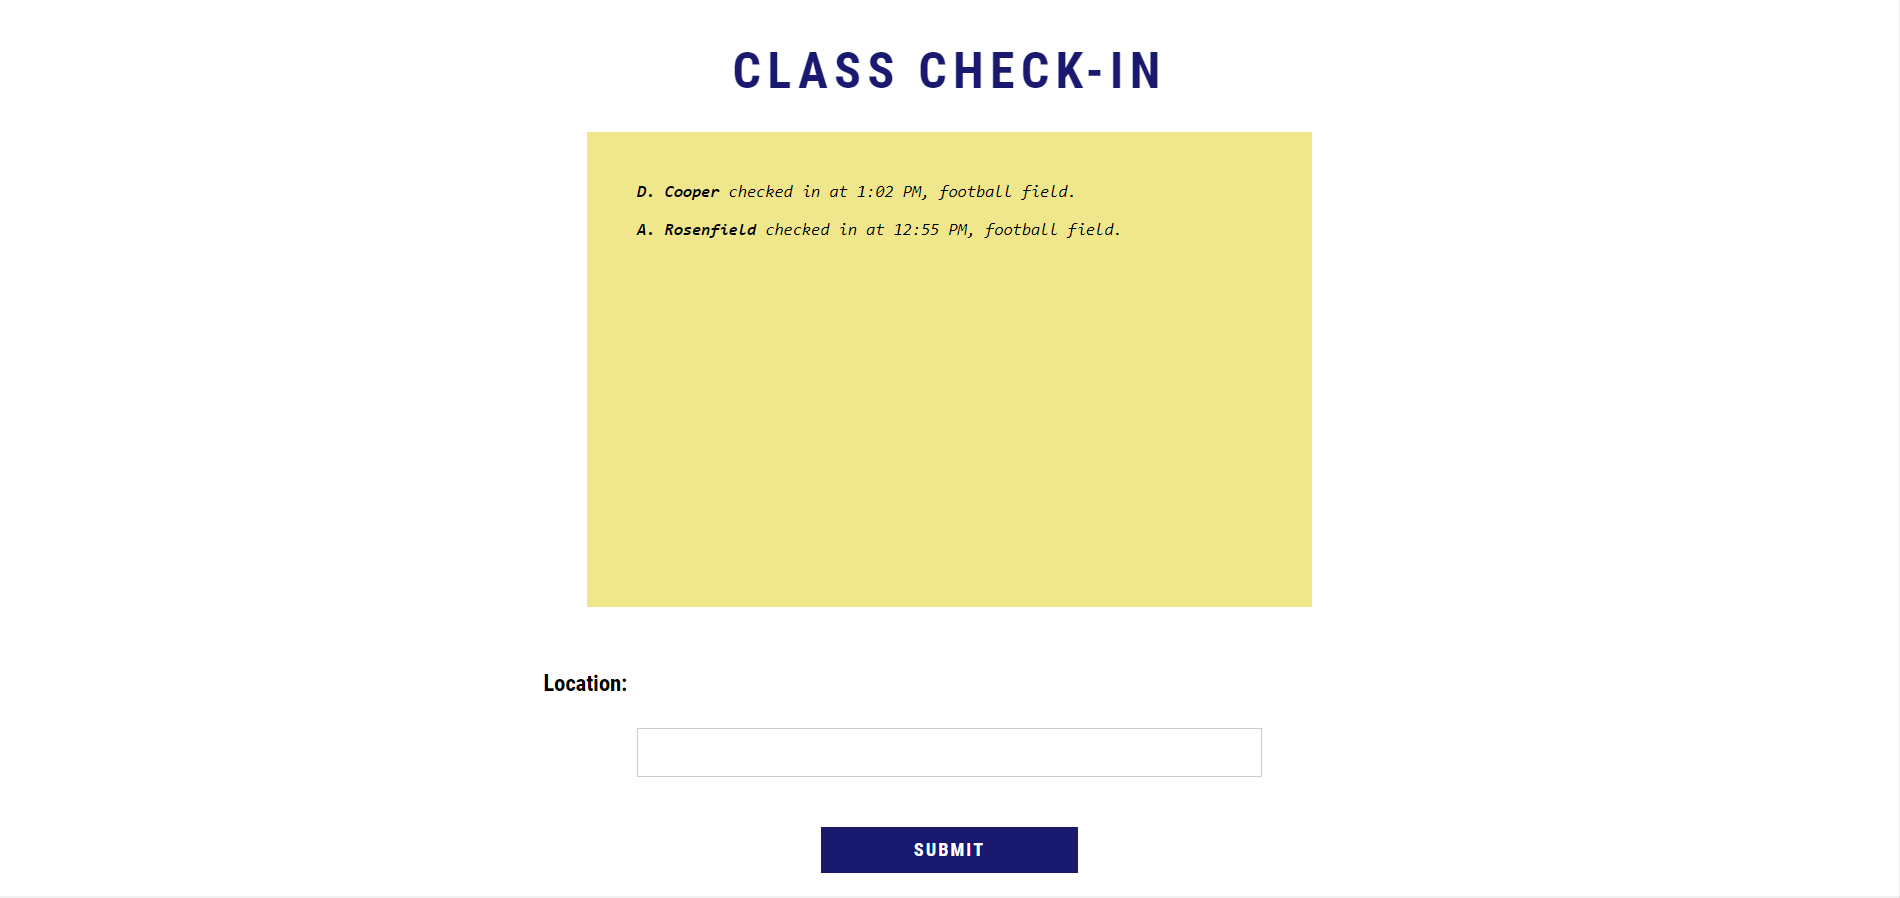 CLASS CHECK-IN
D. Cooper checked in at 1:02 PM, football field.
A. Rosenfield checked in at 12:55 PM, football field.
Location:
SUBMIT